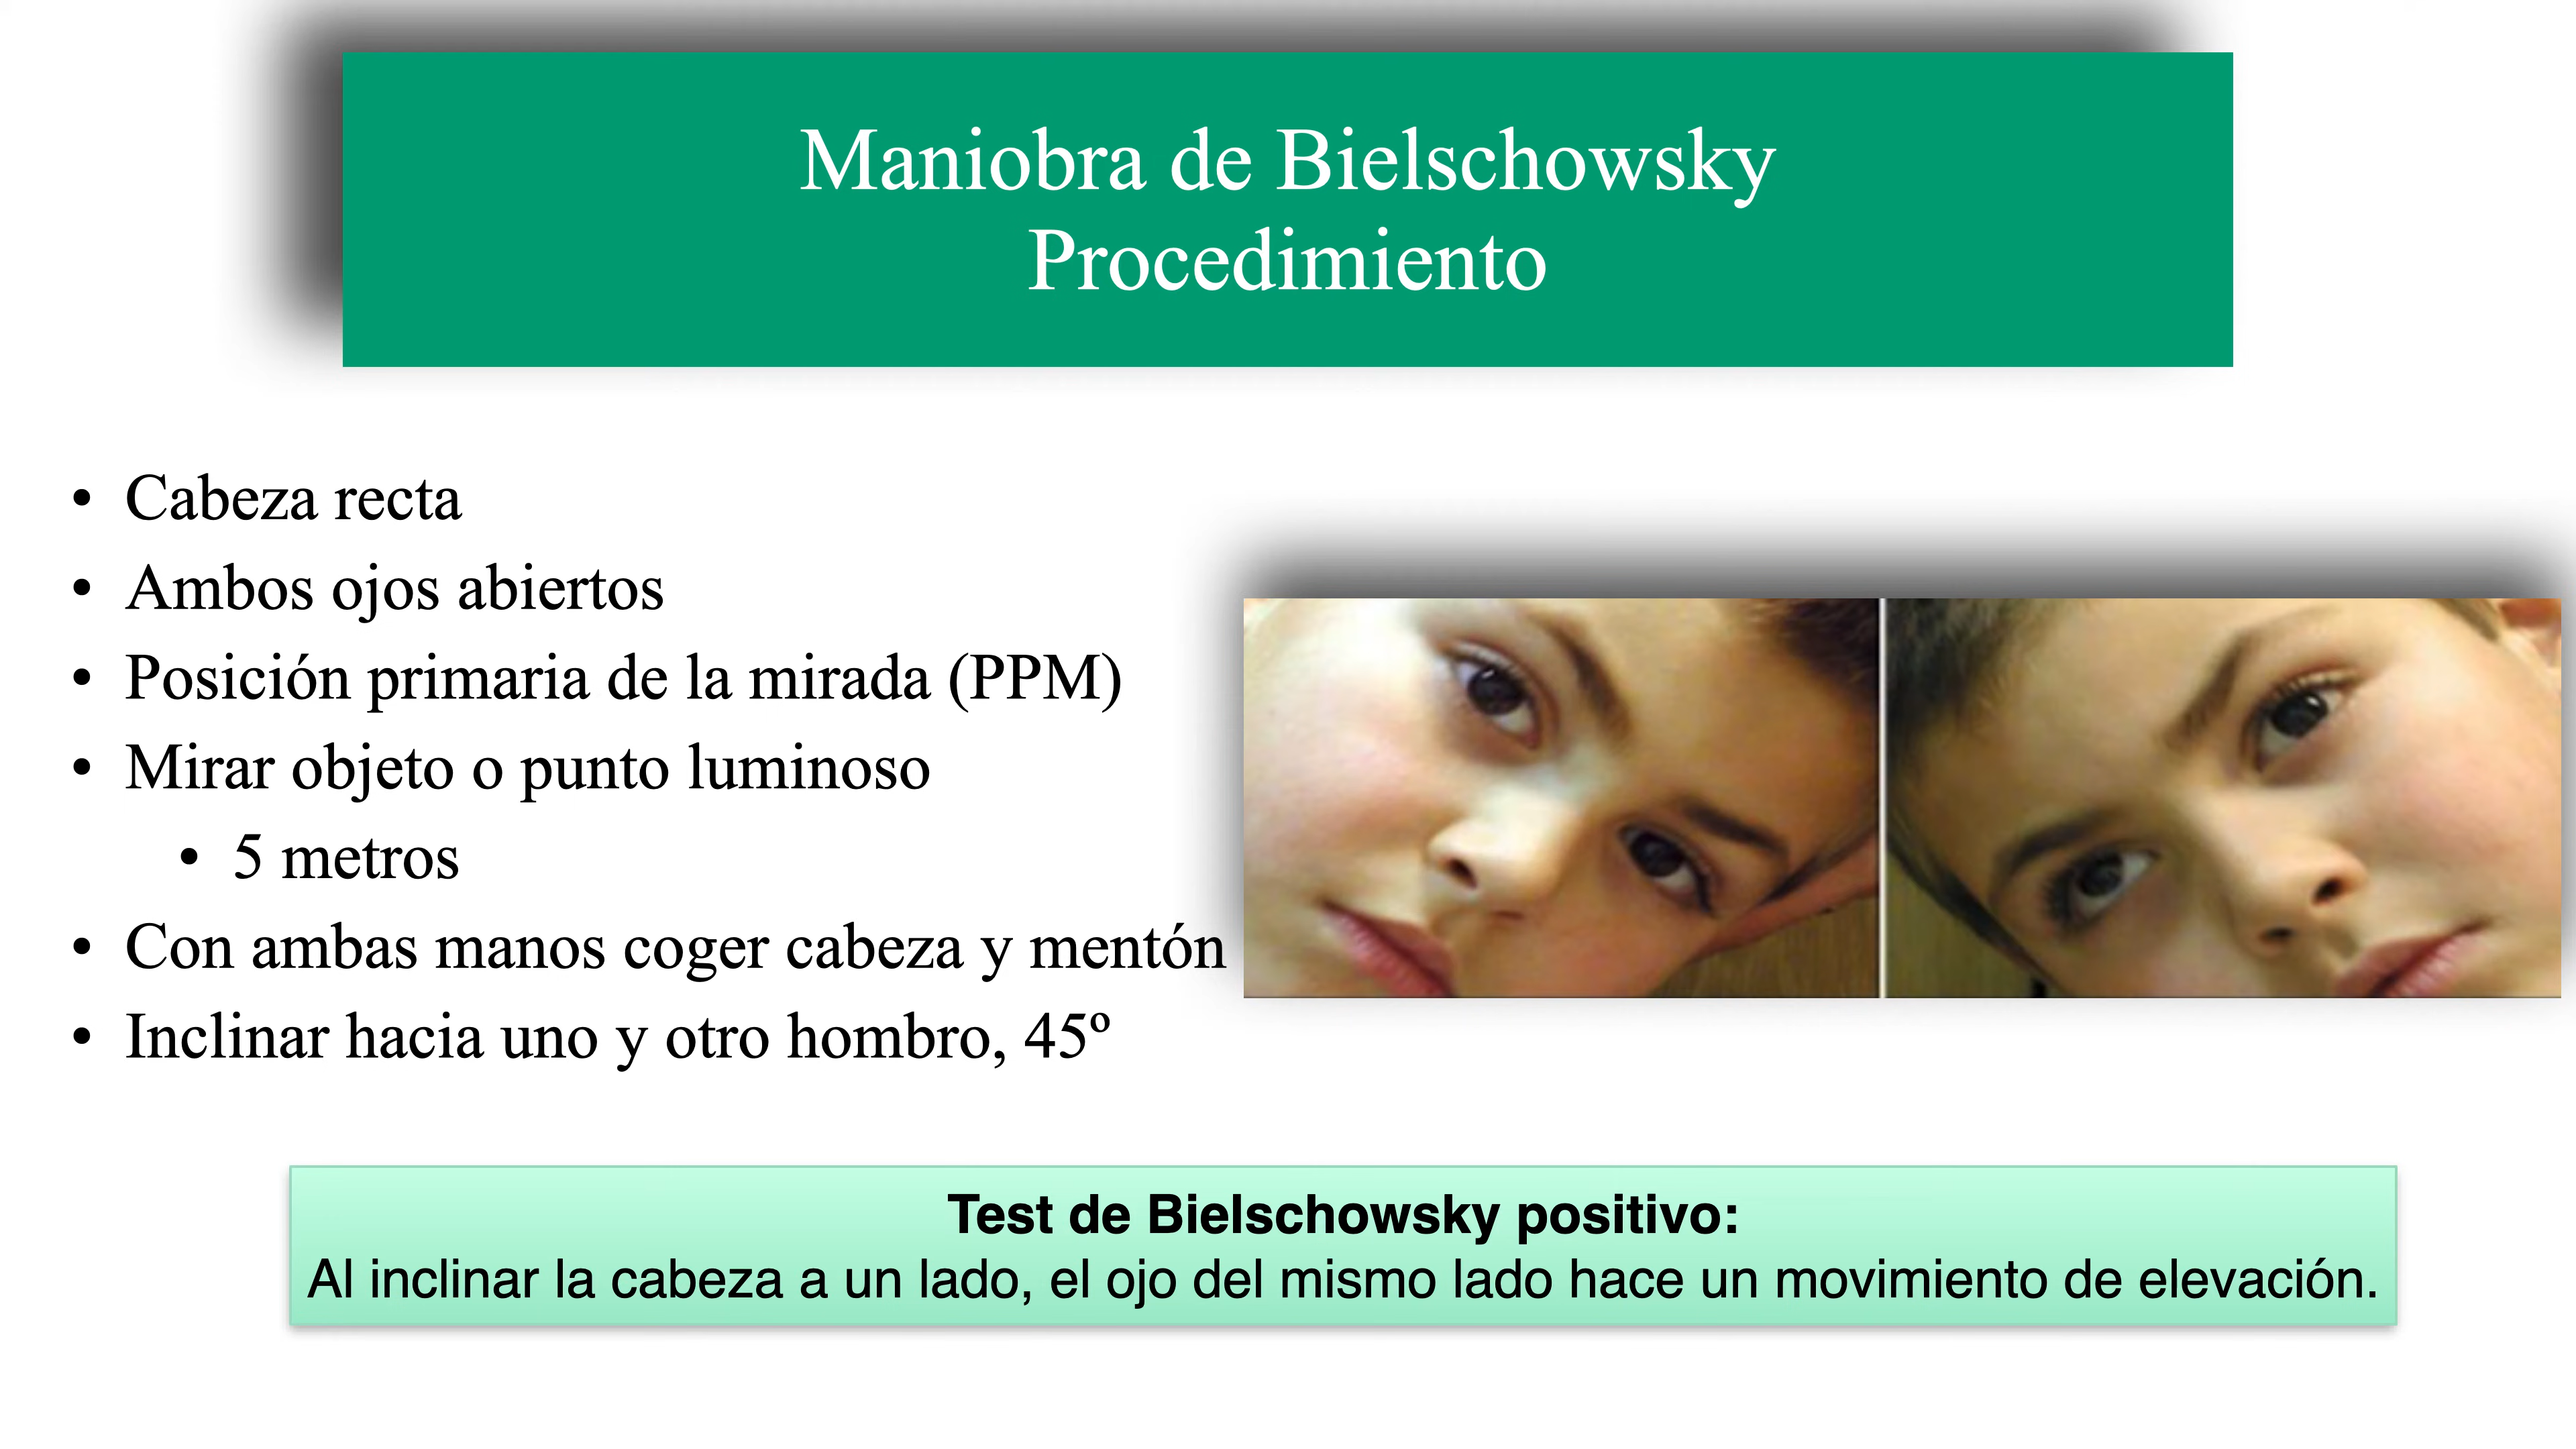 Maniobra de Bielschowsky
Procedimiento
• Cabeza recta
• Ambos ojos abiertos
• Posición primaria de la mirada (PPM)
• Mirar objeto o punto luminoso
• 5 metros
• Con ambas manos coger cabeza y mentón
• Inclinar hacia uno y otro hombro, 45º
Test de Bielschowsky positivo:
Al inclinar la cabeza a un lado, el ojo del mismo lado hace un movimiento de elevación.